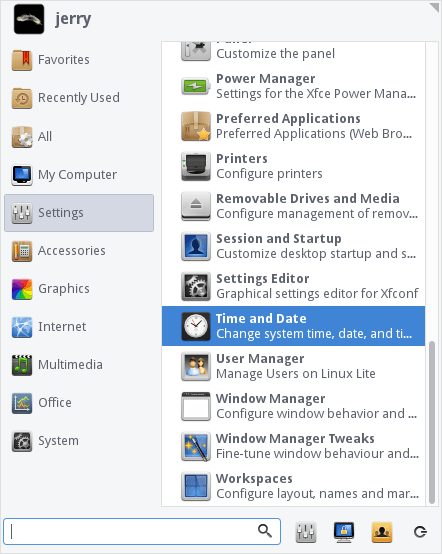 jerry
Favorites
Recently Used
All
My Computer
Settings
Accessories
Graphics
Internet
Multimedia
Office
System
Panel
Customize the panel
Power Manager
Settings for the Xfce Power Mana...
Preferred Applications
Preferred Applications (Web Bro...
Printers
Configure printers
Removable Drives and Media
Configure management of remov...
Session and Startup
Customize desktop startup and s...
Settings Editor
Graphical settings editor for Xfconf
Time and Date
Change system time, date, and ti...
User Manager
Manage Users on Linux Lite
Window Manager
Configure window behavior and ...
Window Manager Tweaks
Fine-tune window behaviour and...
Workspaces
Configure layout, names and mar...